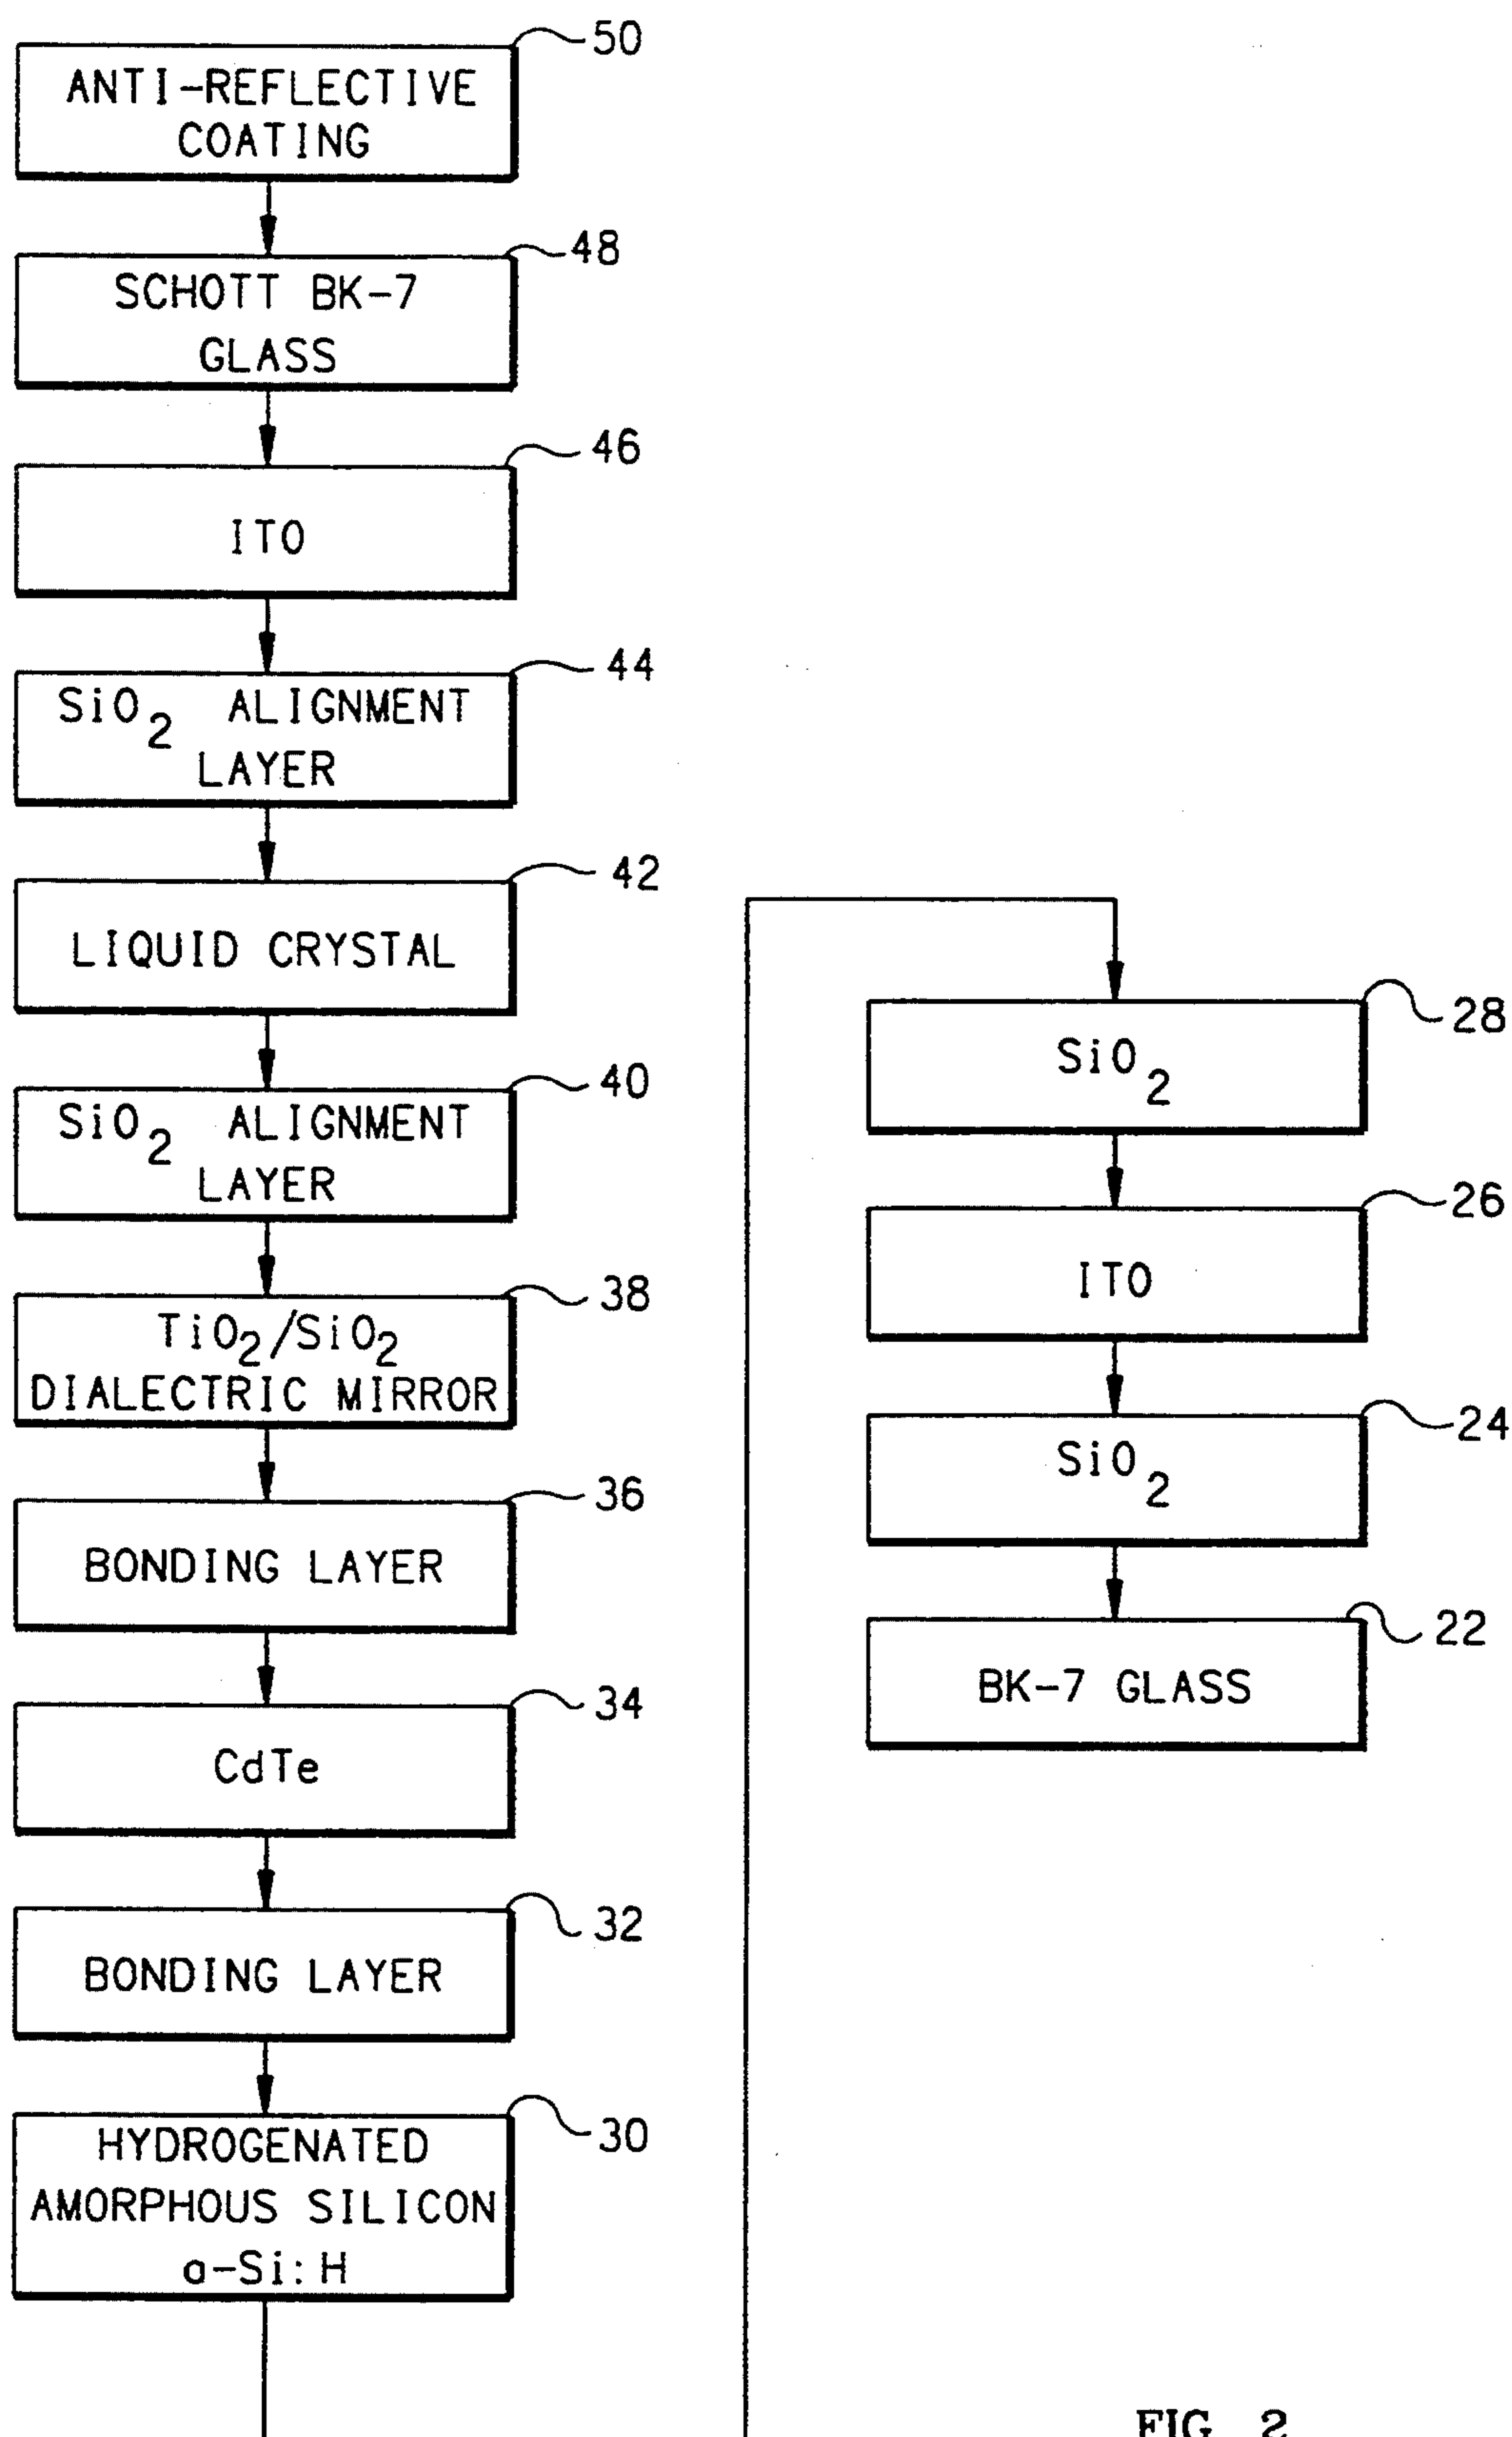 50
ANTI-REFLECTIVE
COATING
48
SCHOTT BK-7
GLASS
46
ITO
44
SiO2 ALIGNMENT
LAYER
42
LIQUID CRYSTAL
40
SiO2 ALIGNMENT
LAYER
38
TiO2/SiO2
DIALECTRIC MIRROR
36
BONDING LAYER
34
CdTe
32
BONDING LAYER
30
HYDROGENATED
AMORPHOUS SILICON
a-Si:H
28
SiO2
26
ITO
24
SiO2
22
BK-7 GLASS
FIG. 2